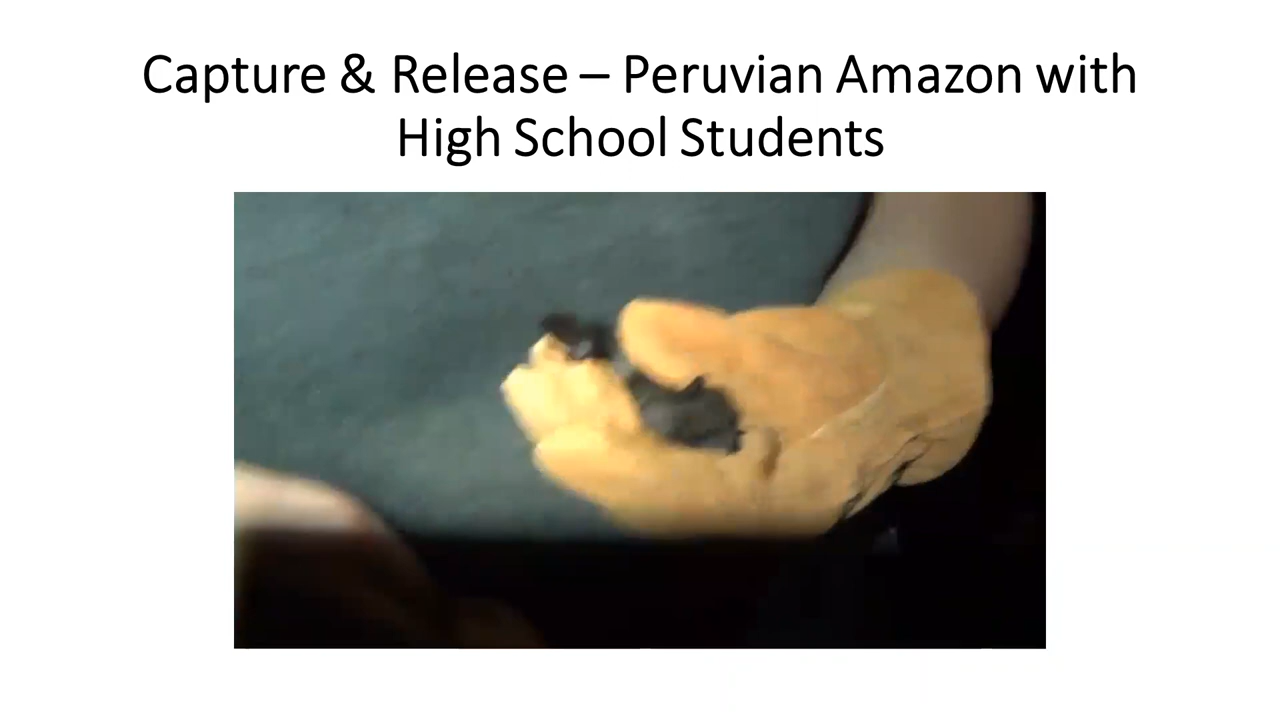 Capture & Release – Peruvian Amazon with
High School Students